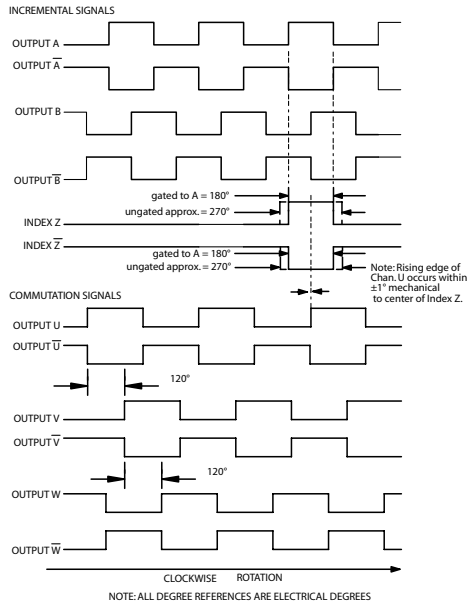 INCREMENTAL SIGNALS
OUTPUT A
OUTPUT A̅
OUTPUT B
OUTPUT B̅
gated to A = 180°
ungated approx. = 270°
INDEX Z
INDEX Z̅
gated to A = 180°
ungated approx. = 270°
Note: Rising edge of
Chan. U occurs within
±1° mechanical
to center of Index Z.
COMMUTATION SIGNALS
OUTPUT U
OUTPUT U̅
120°
OUTPUT V
OUTPUT V̅
120°
OUTPUT W
OUTPUT W̅
CLOCKWISE ROTATION
NOTE: ALL DEGREE REFERENCES ARE ELECTRICAL DEGREES